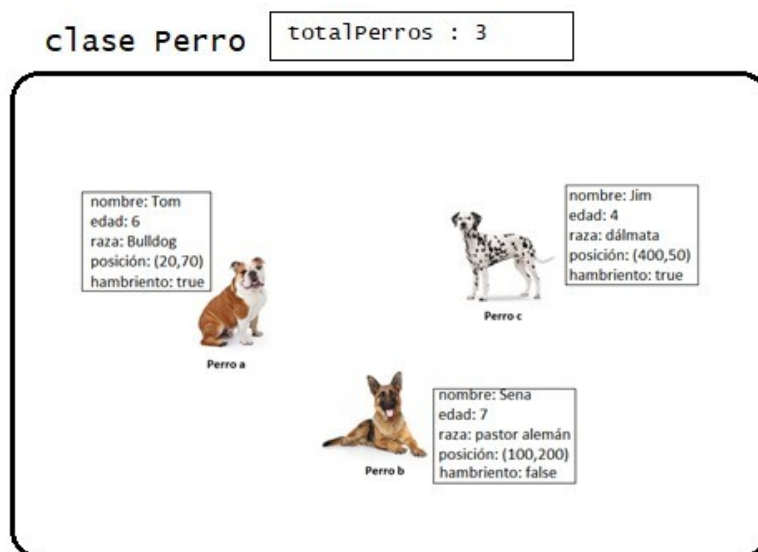 clase Perro
totalPerros : 3
nombre: Tom
edad: 6
raza: Bulldog
posición: (20,70)
hambriento: true
Perro a
nombre: Jim
edad: 4
raza: dálmata
posición: (400,50)
hambriento: true
Perro c
nombre: Sena
edad: 7
raza: pastor alemán
posición: (100,200)
hambriento: false
Perro b